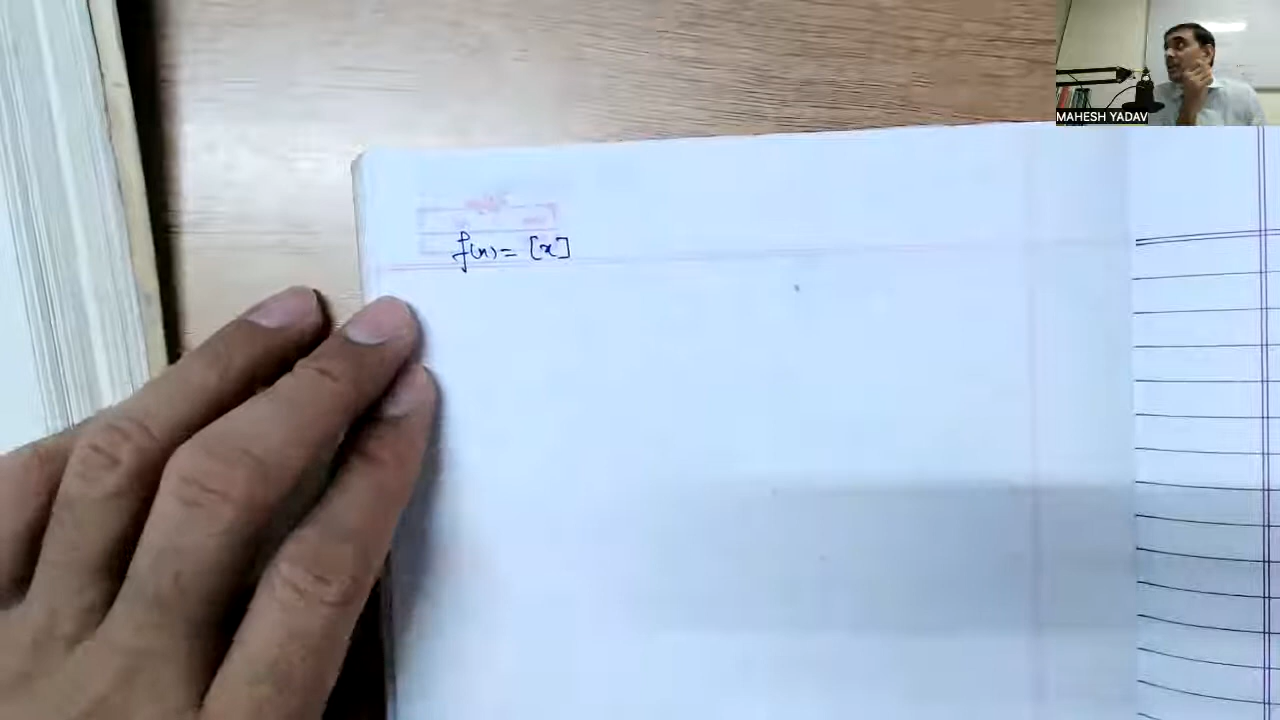 MAHESH YADAV
f(x) = [x]